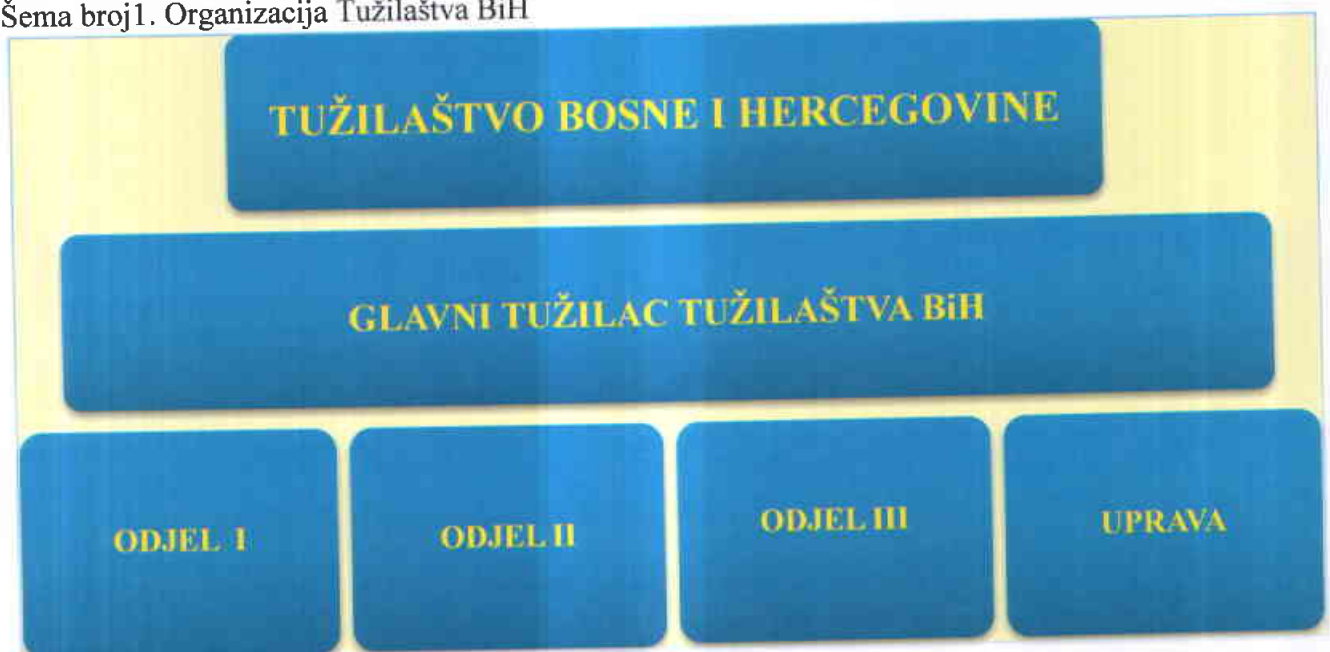 Šema broj1. Organizacija Tužilaštva BiH
TUŽILAŠTVO BOSNE I HERCEGOVINE
GLAVNI TUŽILAC TUŽILAŠTVA BiH
ODJEL I
ODJEL II
ODJEL III
UPRAVA